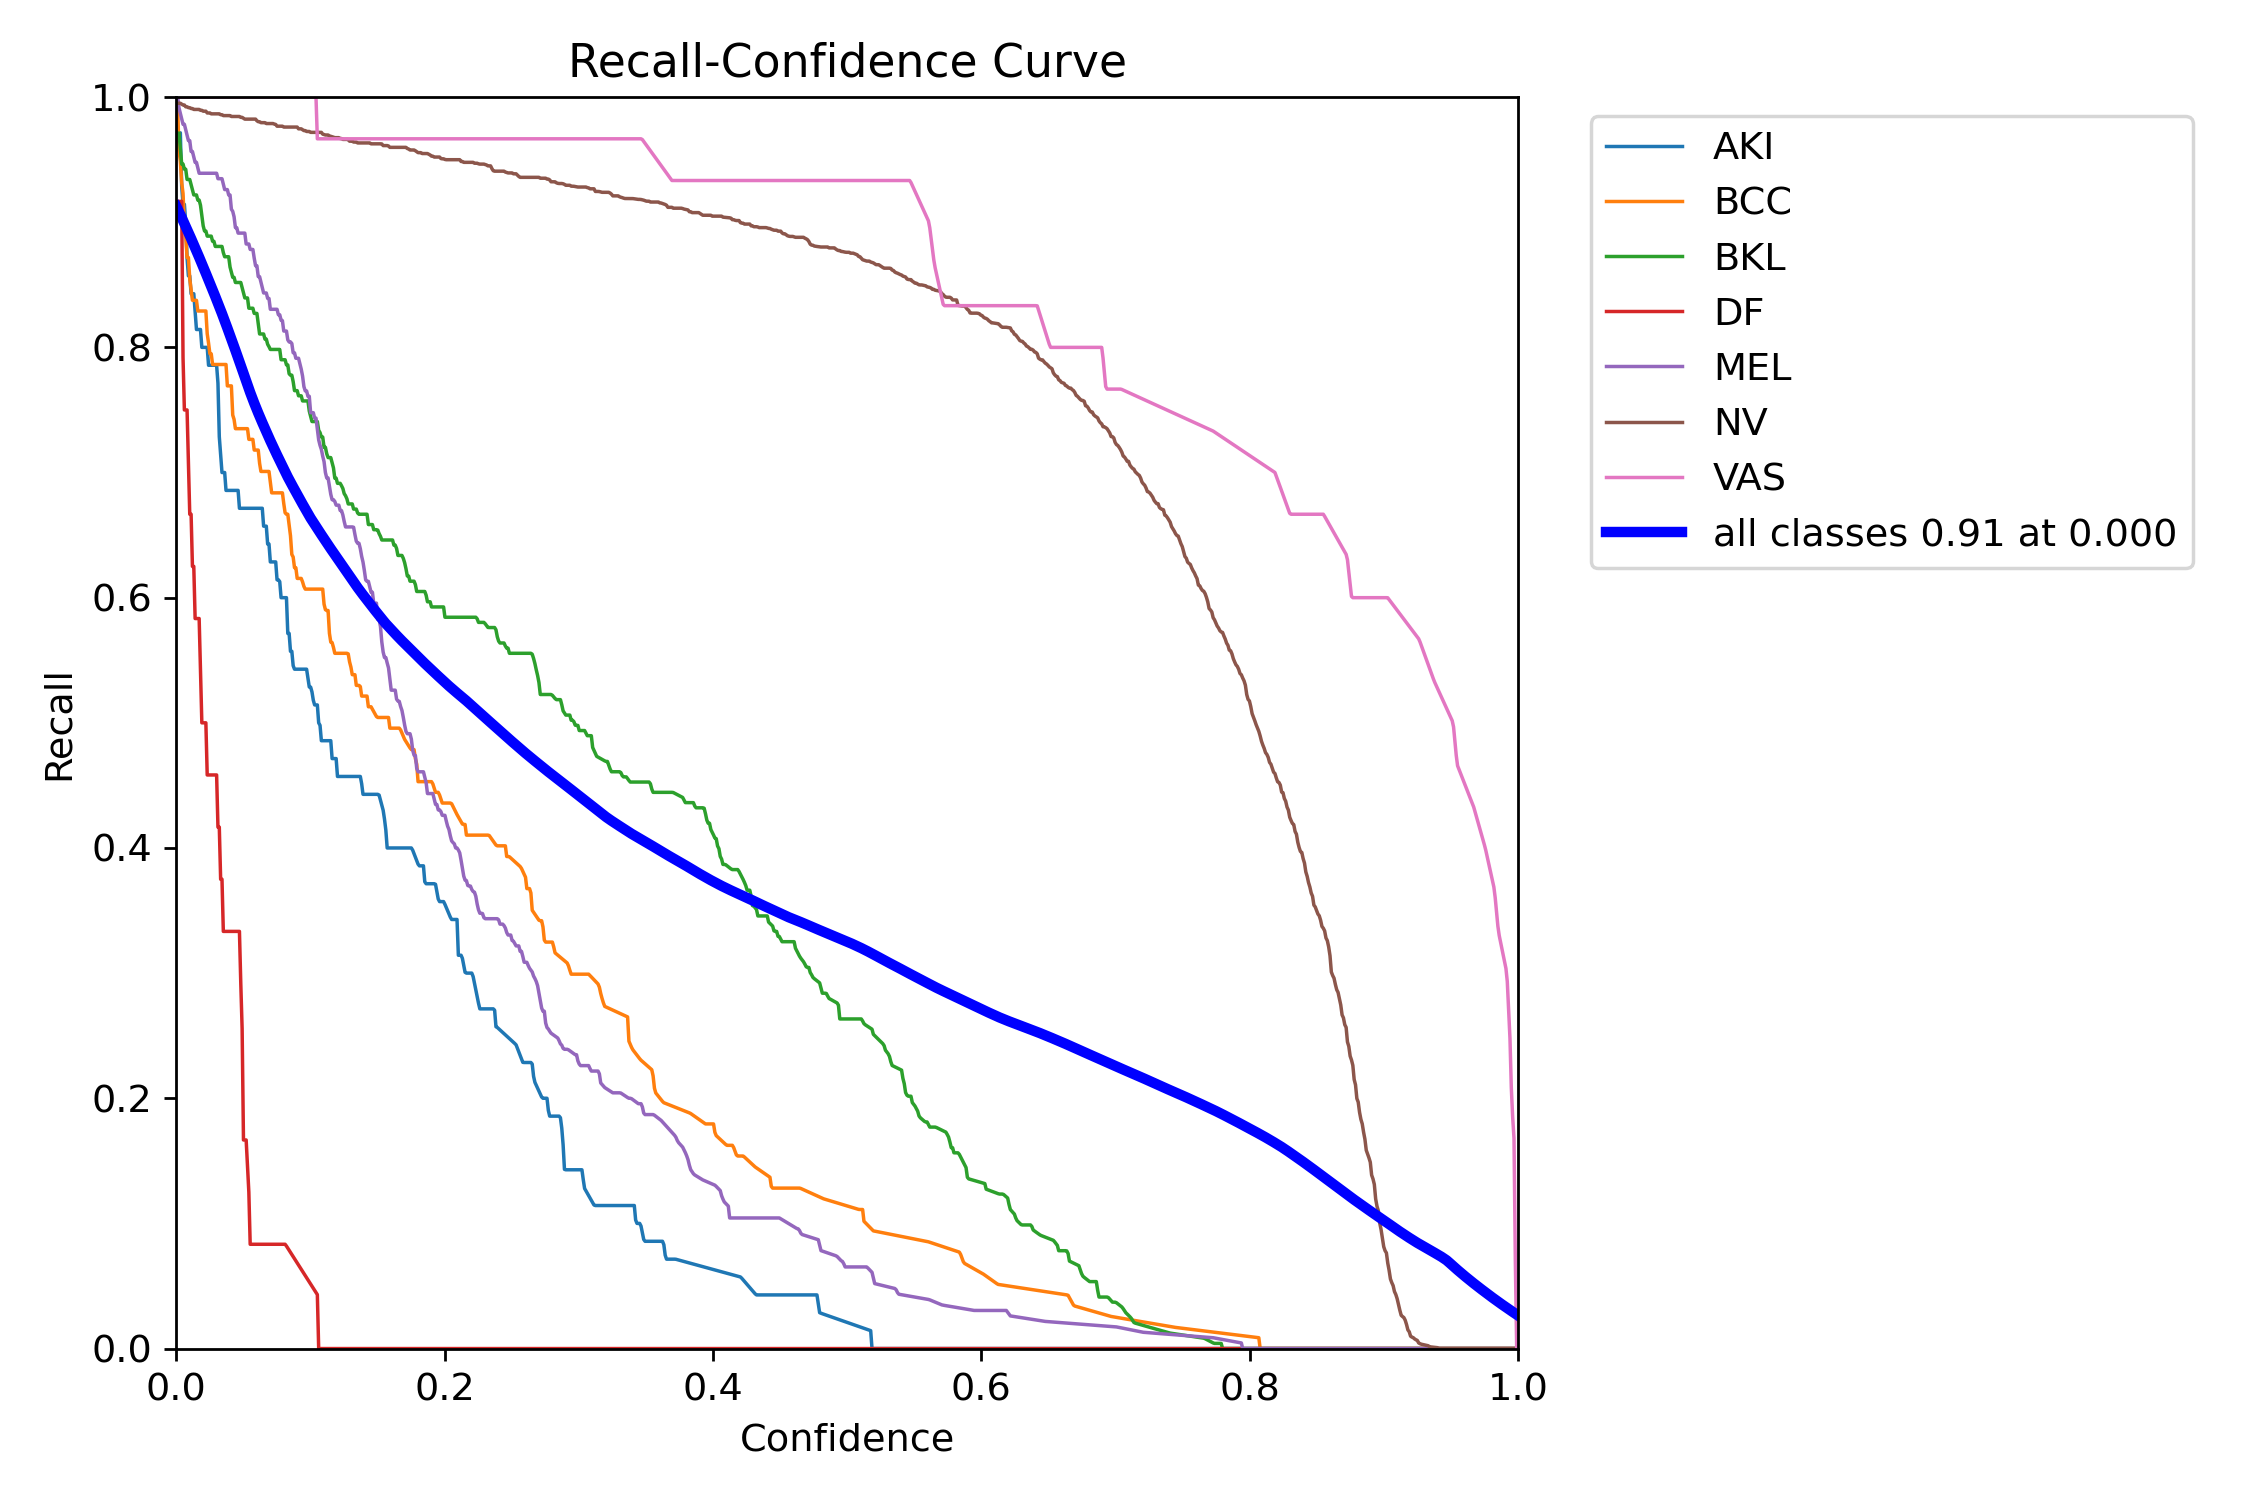 Recall-Confidence Curve
1.0
0.8
0.6
0.4
0.2
0.0
Recall
0.0 0.2 0.4 0.6 0.8 1.0
Confidence
AKI
BCC
BKL
DF
MEL
NV
VAS
all classes 0.91 at 0.000